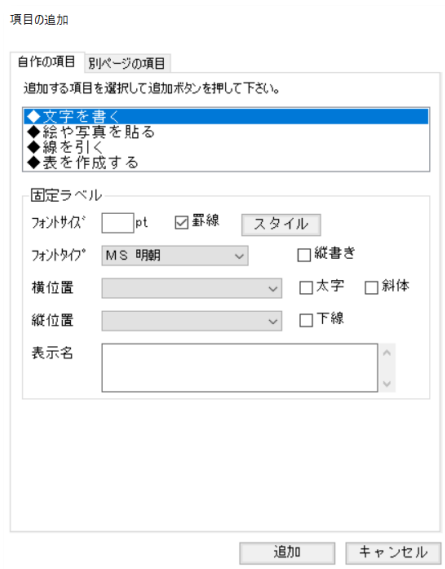 項目の追加
自作の項目 別ページの項目
追加する項目を選択して追加ボタンを押して下さい。
◆文字を書く
◆絵や写真を貼る
◆線を引く
◆表を作成する
固定ラベル
ﾌｫﾝﾄｻｲｽﾞ pt 罫線 スタイル
ﾌｫﾝﾄﾀｲﾌﾟ ＭＳ 明朝 縦書き
横位置 太字 斜体
縦位置 下線
表示名
追加 キャンセル